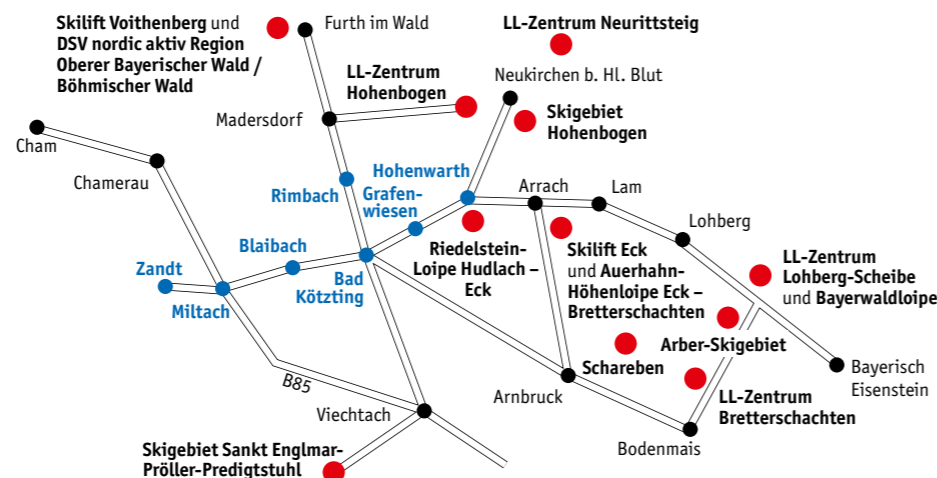 Skilift Voithenberg und
DSV nordic aktiv Region
Oberer Bayerischer Wald /
Böhmischer Wald
Furth im Wald
LL-Zentrum Neurittsteig
LL-Zentrum
Hohenbogen
Neukirchen b. Hl. Blut
Madersdorf
Skigebiet
Hohenbogen
Cham
Chamerau
Hohenwarth
Rimbach
Grafen-
wiesen
Arrach
Lam
Lohberg
Blaibach
Zandt
Miltach
Bad
Kötzting
Riedelstein-
Loipe Hudlach –
Eck
Skilift Eck
und Auerhahn-
Höhenloipe Eck –
Bretterschachten
LL-Zentrum
Lohberg-Scheibe
und Bayerwaldloipe
Arber-Skigebiet
Schareben
Bayerisch
Eisenstein
B85
Viechtach
Arnbruck
LL-Zentrum
Bretterschachten
Bodenmais
Skigebiet Sankt Englmar-
Pröller-Predigtstuhl